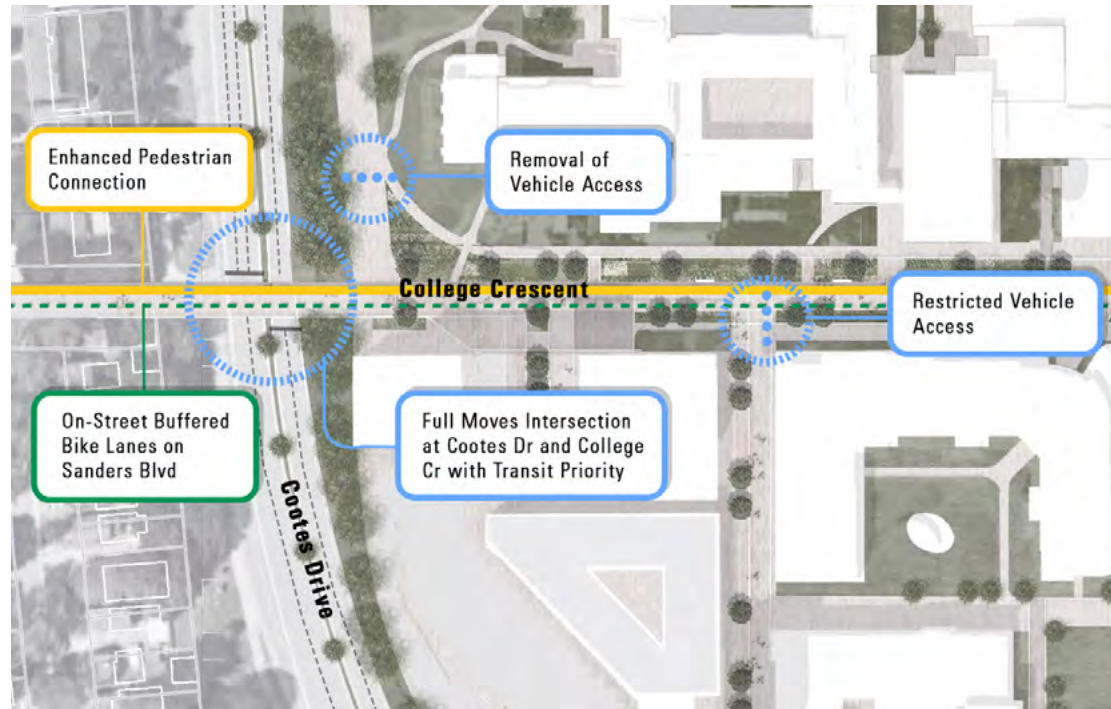 Enhanced Pedestrian
Connection
Removal of
Vehicle Access
College Crescent
Restricted Vehicle
Access
On-Street Buffered
Bike Lanes on
Sanders Blvd
Full Moves Intersection
at Cootes Dr and College
Cr with Transit Priority
Cootes Drive